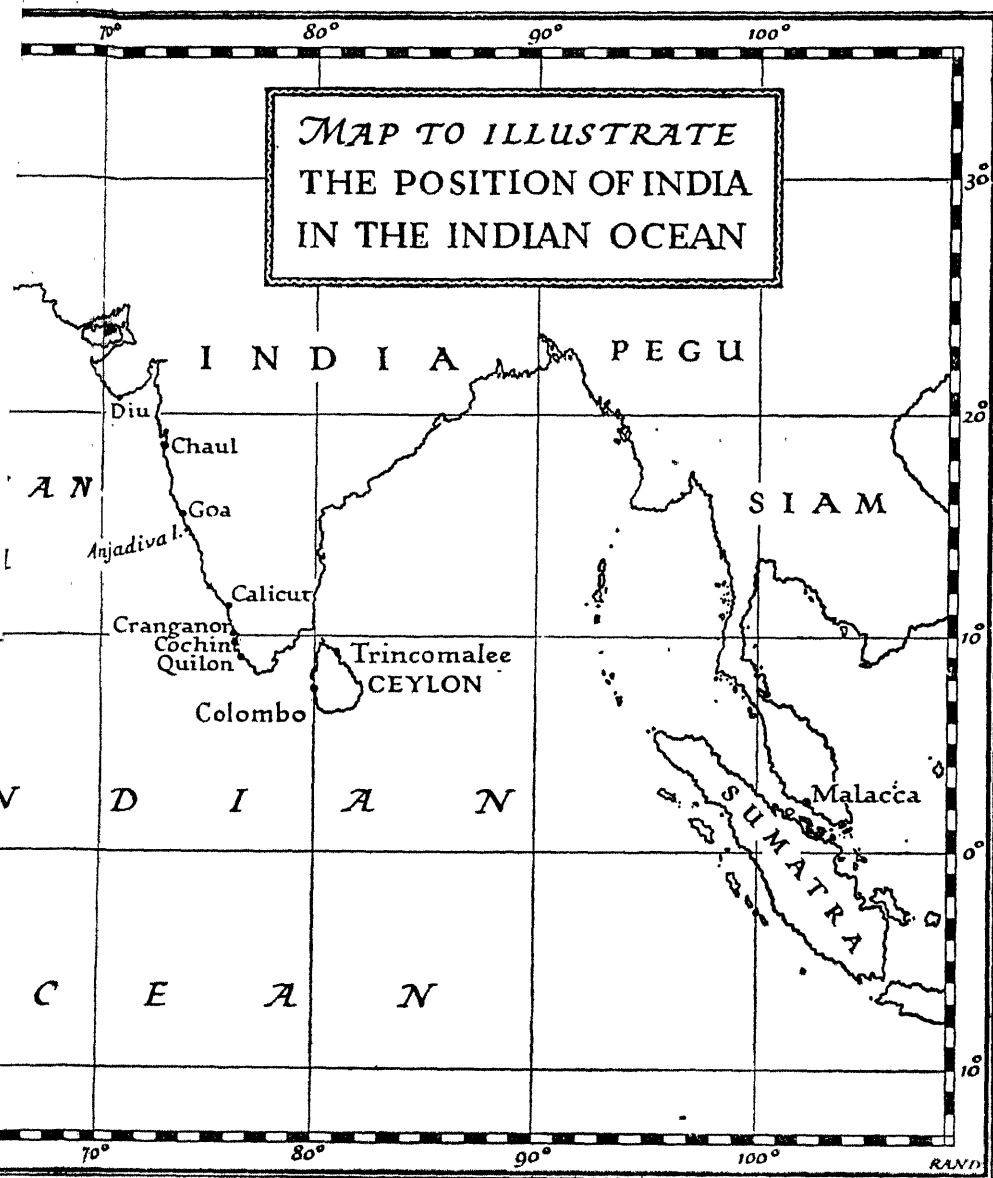 70° 80° 90° 100°
MAP TO ILLUSTRATE
THE POSITION OF INDIA
IN THE INDIAN OCEAN
30°
INDIA
PEGU
Diu
20°
Chaul
AN
SIAM
Goa
Anjadiva I.
Calicut
Cranganor
10°
Cochin
Quilon
Trincomalee
CEYLON
Colombo
N D I A N
Malacca
SUMATRA
0°
C E A N
10°
70° 80° 90° 100°
RAND